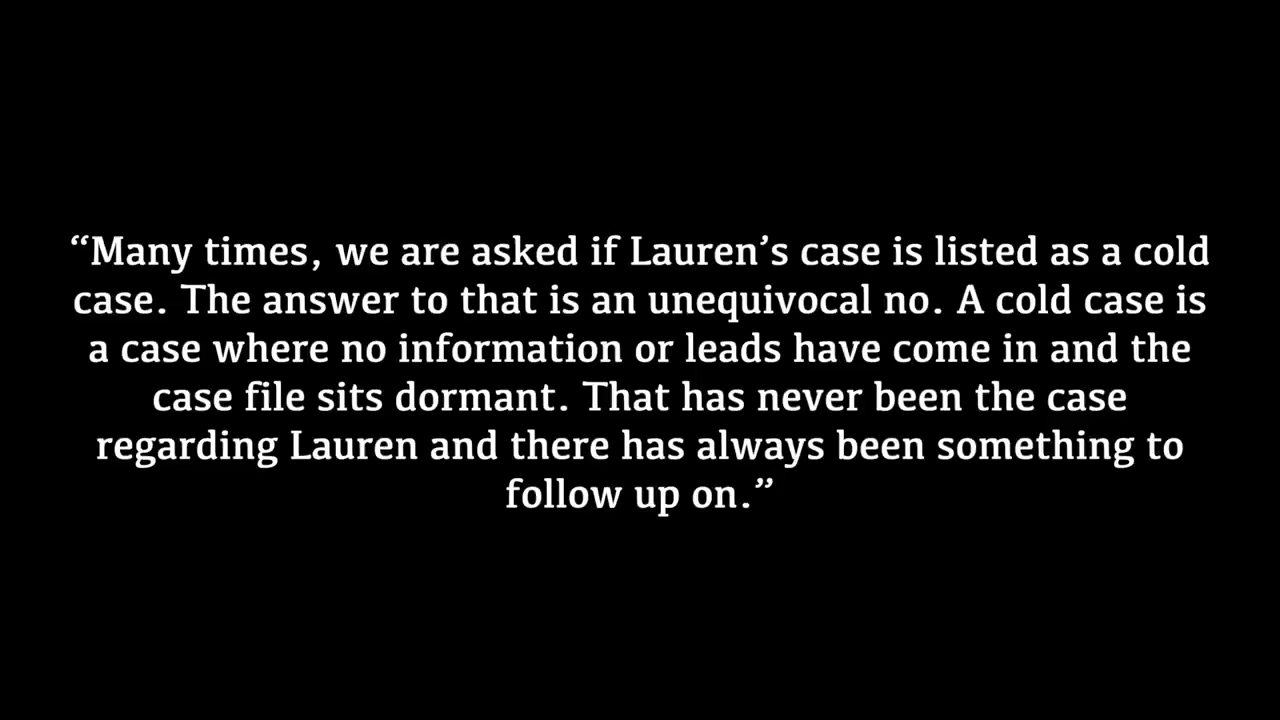 “Many times, we are asked if Lauren’s case is listed as a cold
case. The answer to that is an unequivocal no. A cold case is
a case where no information or leads have come in and the
case file sits dormant. That has never been the case
regarding Lauren and there has always been something to
follow up on.”